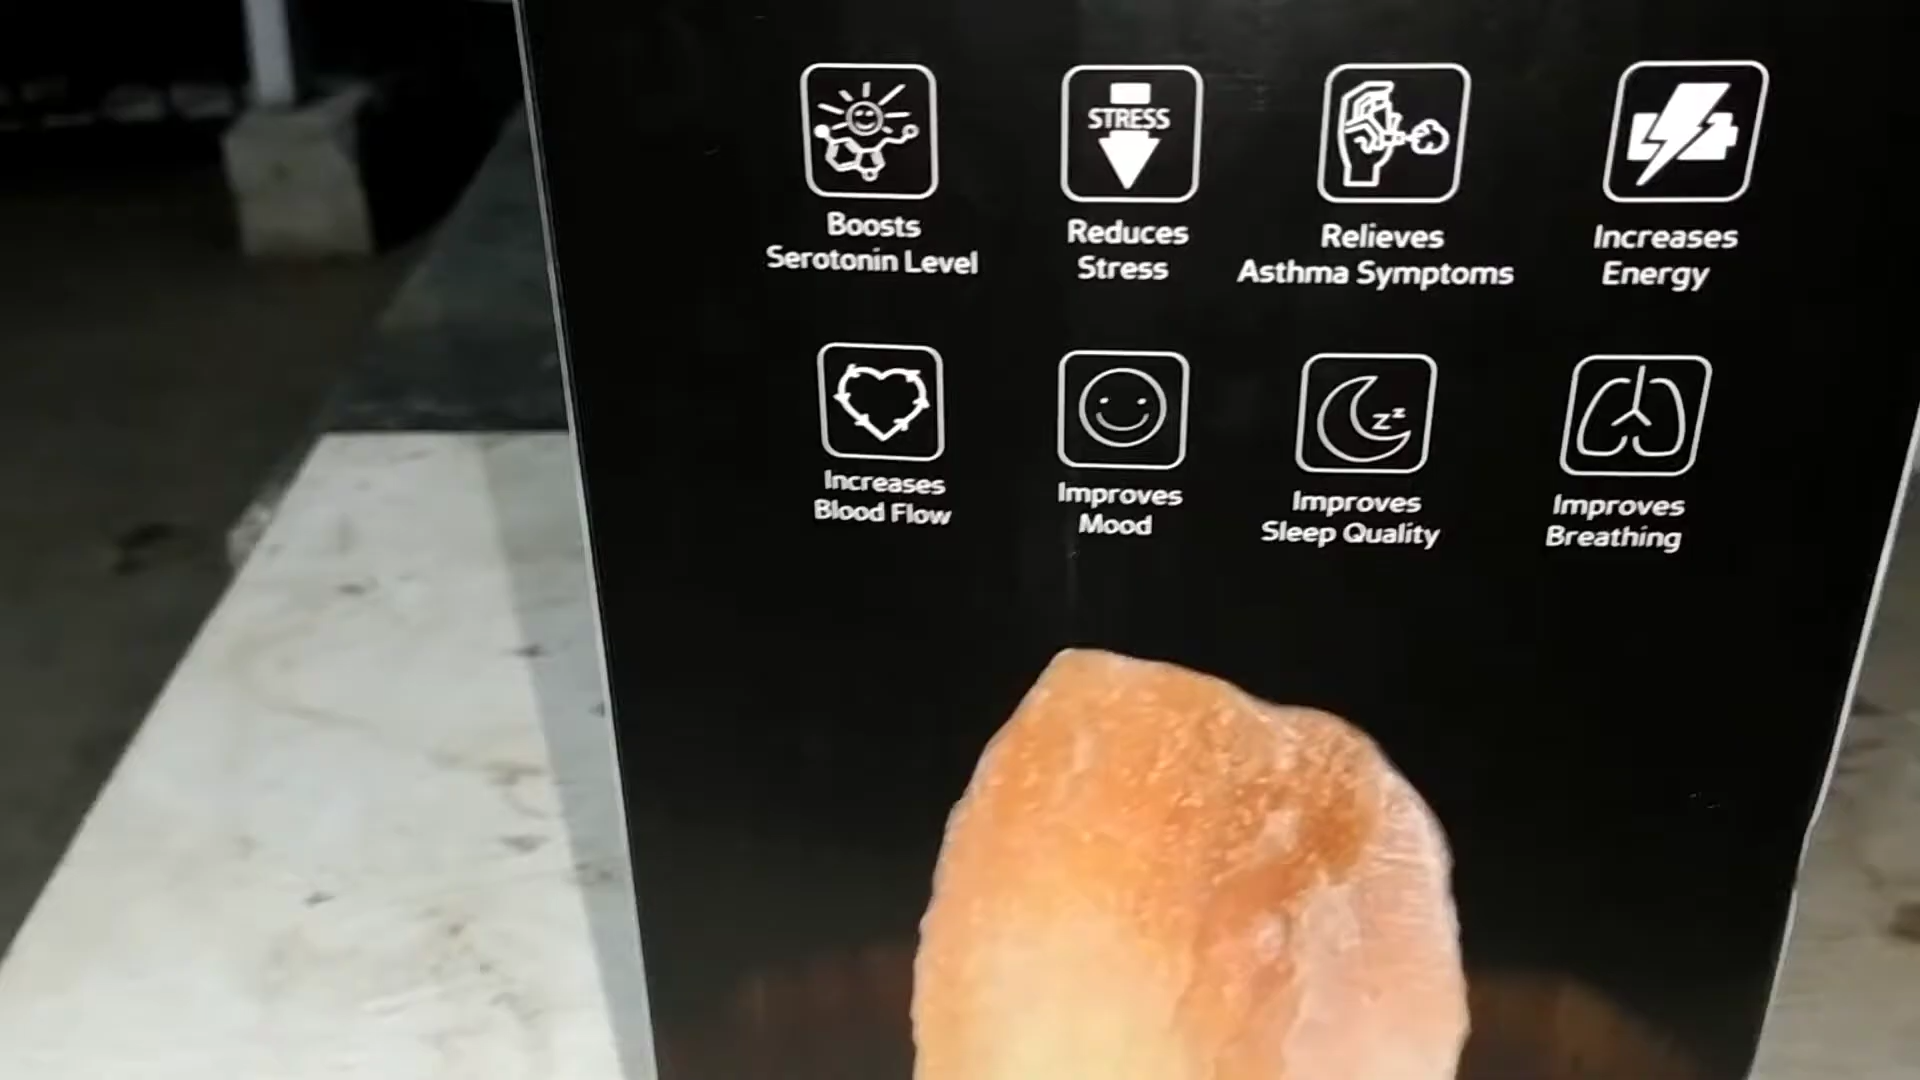 STRESS
Boosts
Serotonin Level
Reduces
Stress
Relieves
Asthma Symptoms
Increases
Energy
zz
Increases
Blood Flow
Improves
Mood
Improves
Sleep Quality
Improves
Breathing